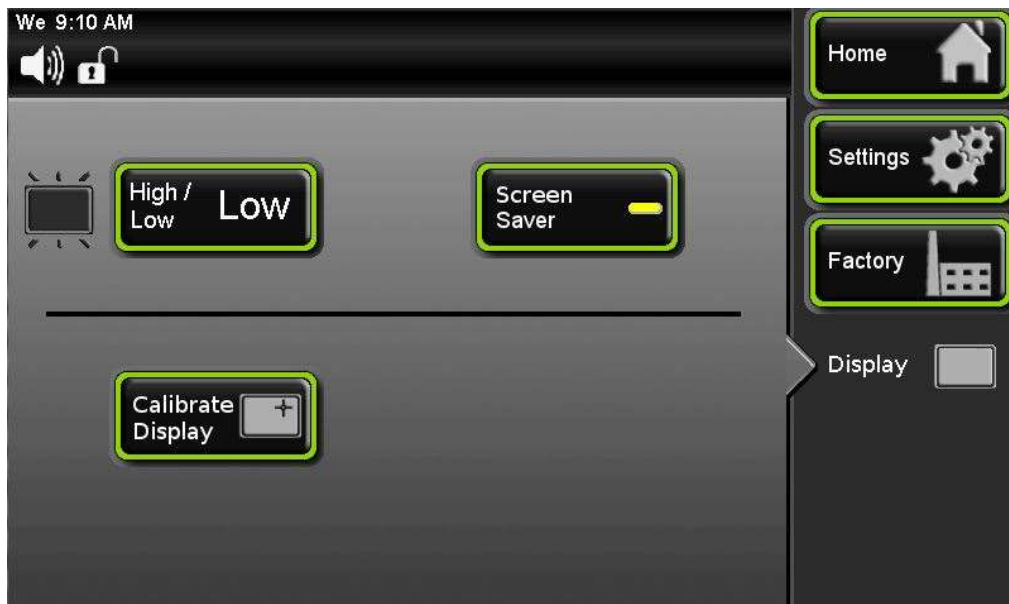 We 9:10 AM
Home
Settings
High /
Low
Low
Screen
Saver
Factory
Display
Calibrate
Display